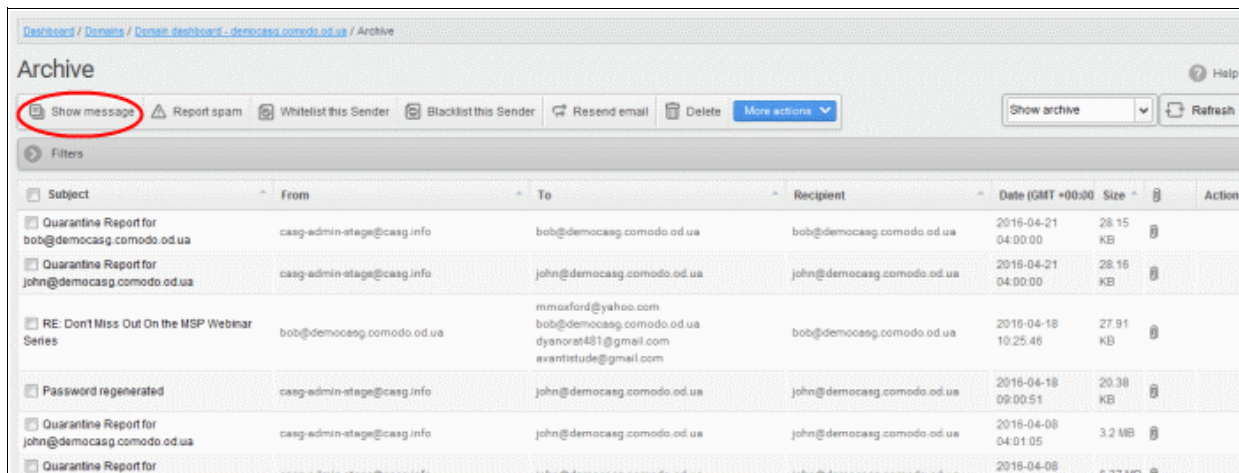 Dashboard / Domains / Domain dashboard - democasg.comodo.od.ua / Archive
Archive
Help
Show message Report spam Whitelist this Sender Blacklist this Sender Resend email Delete More actions Show archive Refresh
Filters
Subject From To Recipient Date (GMT +00:00 Size Action
Quarantine Report for
bob@democasg.comodo.od.ua
casg-admin-stage@casg.info
bob@democasg.comodo.od.ua
bob@democasg.comodo.od.ua
2016-04-21
04:00:00
28.15
KB
Quarantine Report for
john@democasg.comodo.od.ua
casg-admin-stage@casg.info
john@democasg.comodo.od.ua
john@democasg.comodo.od.ua
2016-04-21
04:00:00
28.16
KB
RE: Don't Miss Out On the MSP Webinar
Series
bob@democasg.comodo.od.ua
mmoxford@yahoo.com
bob@democasg.comodo.od.ua
dyanorat481@gmail.com
avantistude@gmail.com
bob@democasg.comodo.od.ua
2016-04-18
10:25:46
27.91
KB
Password regenerated
casg-admin-stage@casg.info
john@democasg.comodo.od.ua
john@democasg.comodo.od.ua
2016-04-18
09:00:51
20.38
KB
Quarantine Report for
john@democasg.comodo.od.ua
casg-admin-stage@casg.info
john@democasg.comodo.od.ua
john@democasg.comodo.od.ua
2016-04-08
04:01:05
3.2 MB
Quarantine Report for
2016-04-08